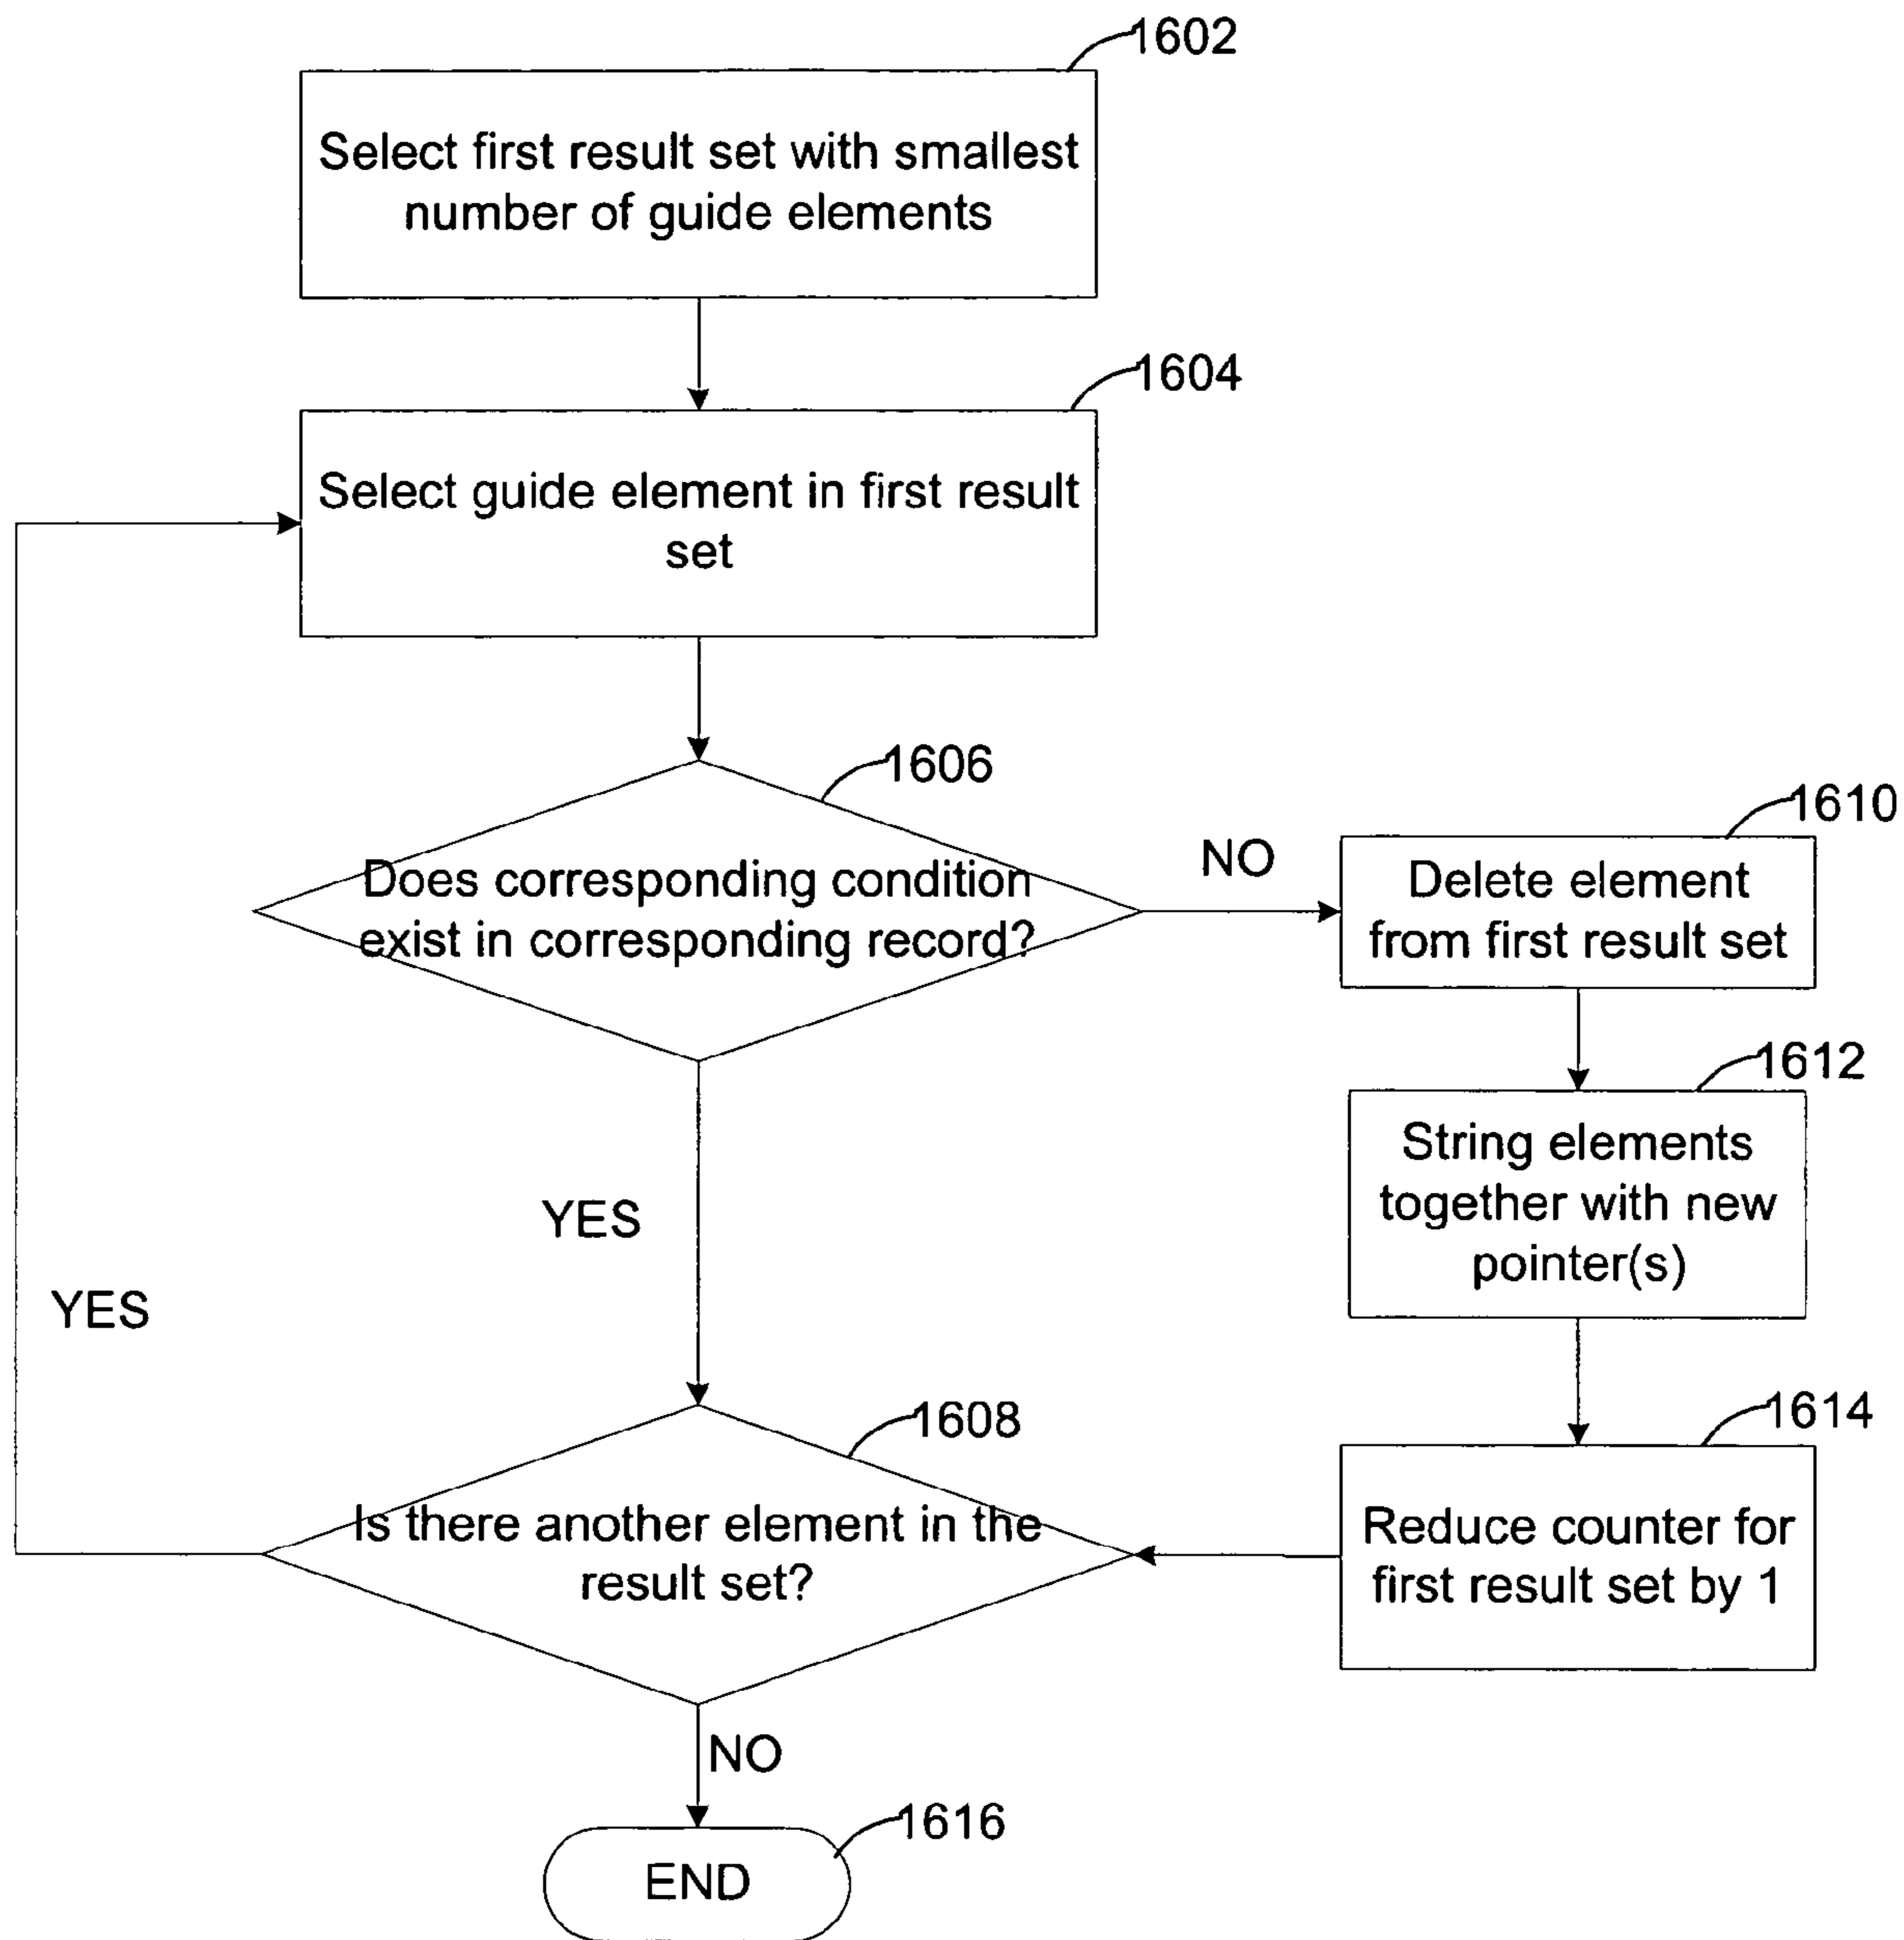 1602
Select first result set with smallest
number of guide elements
1604
Select guide element in first result
set
1606
Does corresponding condition
exist in corresponding record?
NO
1610
Delete element
from first result set
1612
String elements
together with new
pointer(s)
YES
YES
1608
Is there another element in the
result set?
1614
Reduce counter for
first result set by 1
NO
1616
END